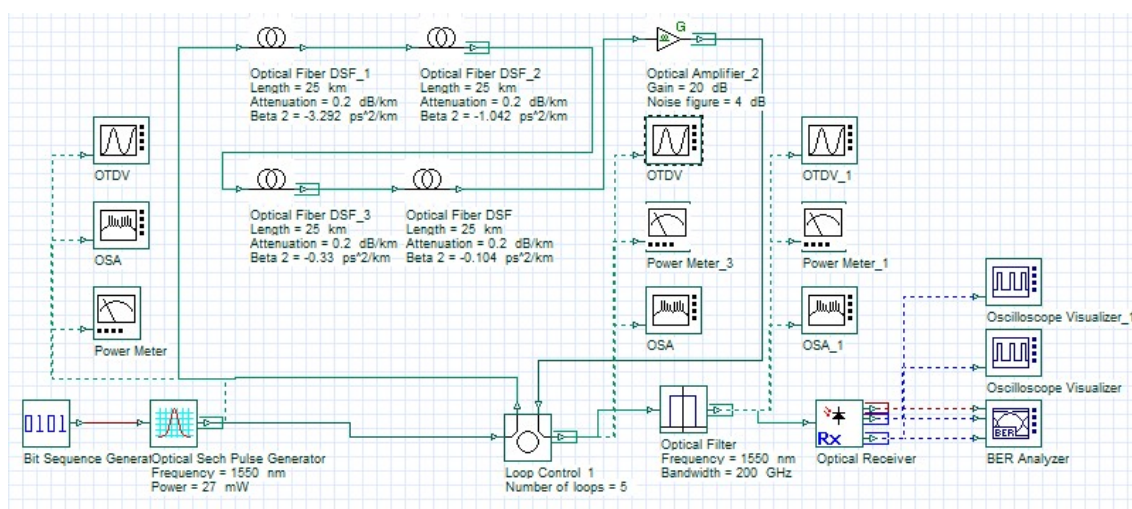 Optical Fiber DSF_1
Length = 25 km
Attenuation = 0.2 dB/km
Beta 2 = -3.292 ps^2/km
Optical Fiber DSF_2
Length = 25 km
Attenuation = 0.2 dB/km
Beta 2 = -1.042 ps^2/km
G
Optical Amplifier_2
Gain = 20 dB
Noise figure = 4 dB
OTDV
OTDV
OTDV_1
Optical Fiber DSF_3
Length = 25 km
Attenuation = 0.2 dB/km
Beta 2 = -0.33 ps^2/km
Optical Fiber DSF
Length = 25 km
Attenuation = 0.2 dB/km
Beta 2 = -0.104 ps^2/km
OSA
Power Meter_3
Power Meter_1
Oscilloscope Visualizer_1
Power Meter
OSA
OSA_1
Oscilloscope Visualizer
0101
Bit Sequence Generat
Optical Sech Pulse Generator
Frequency = 1550 nm
Power = 27 mW
Loop Control_1
Number of loops = 5
Optical Filter
Frequency = 1550 nm
Bandwidth = 200 GHz
Rx
Optical Receiver
BER
BER Analyzer